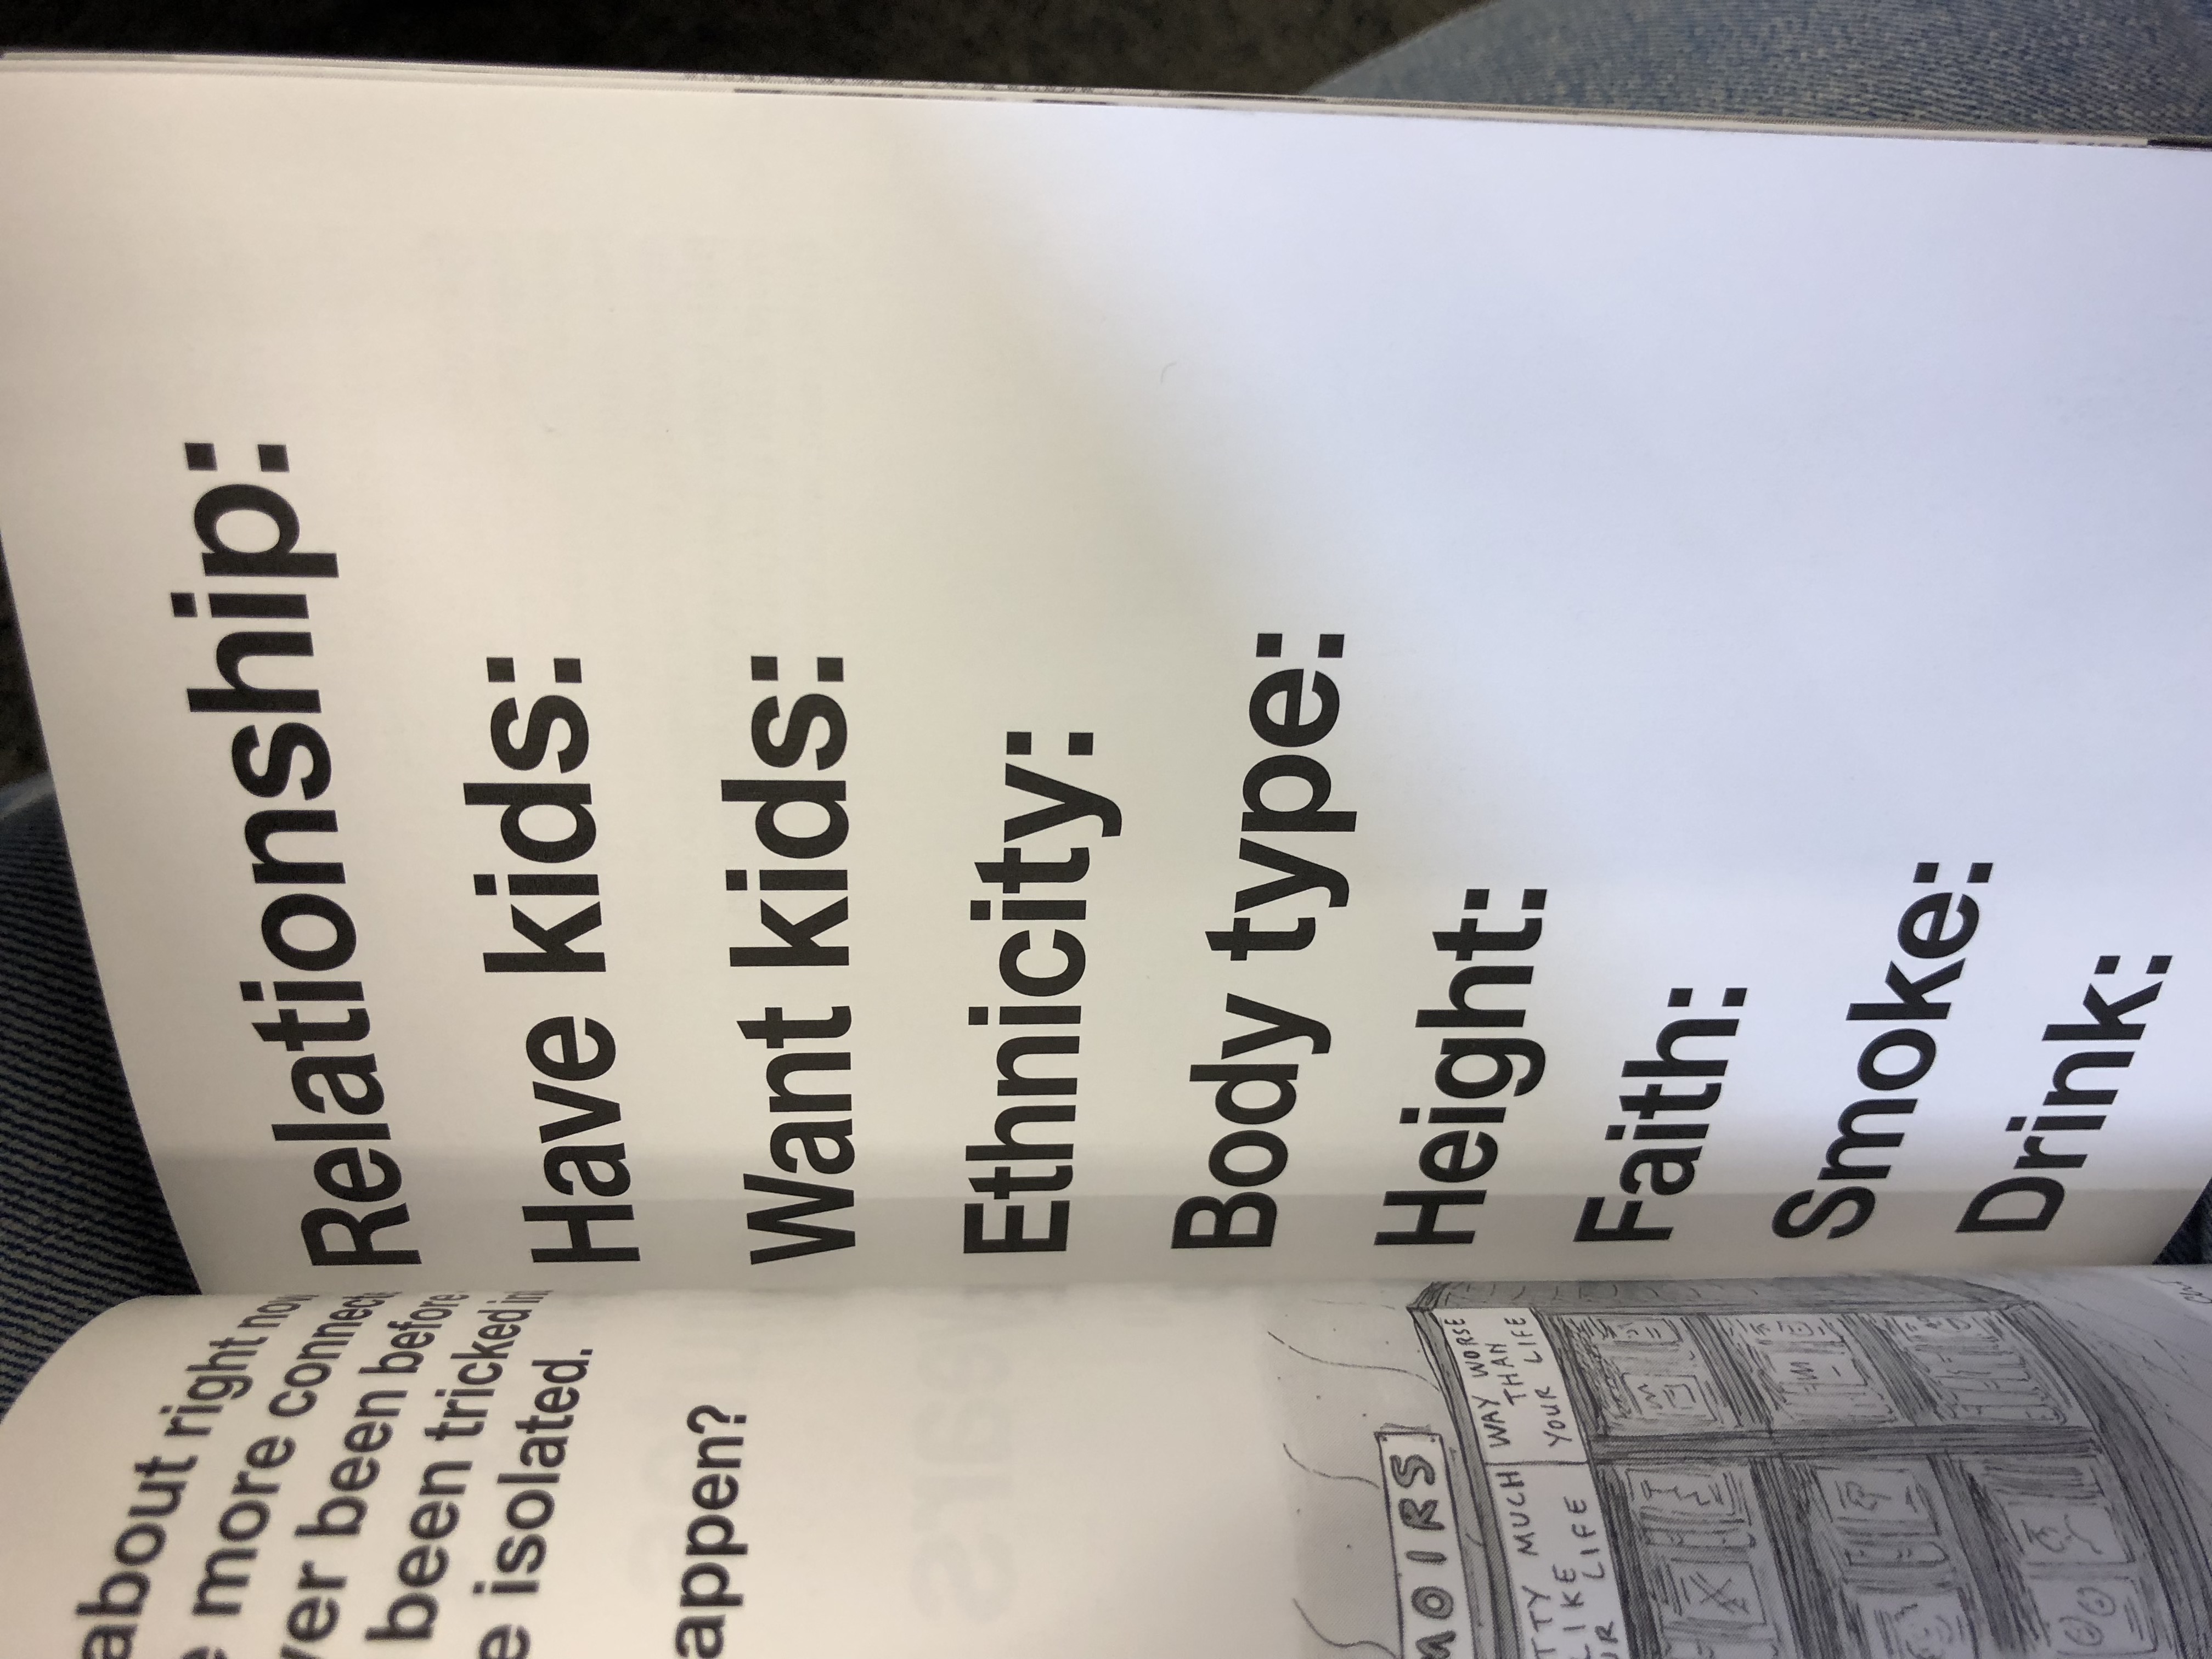 about right now
more connect
ver been before
been tricked
e isolated.
appen?
MOIRS
TTY MUCH
LIKE
UR LIFE
WAY WORSE
THAN
YOUR LIFE
Relationship:
Have kids:
Want kids:
Ethnicity:
Body type:
Height:
Faith:
Smoke:
Drink: